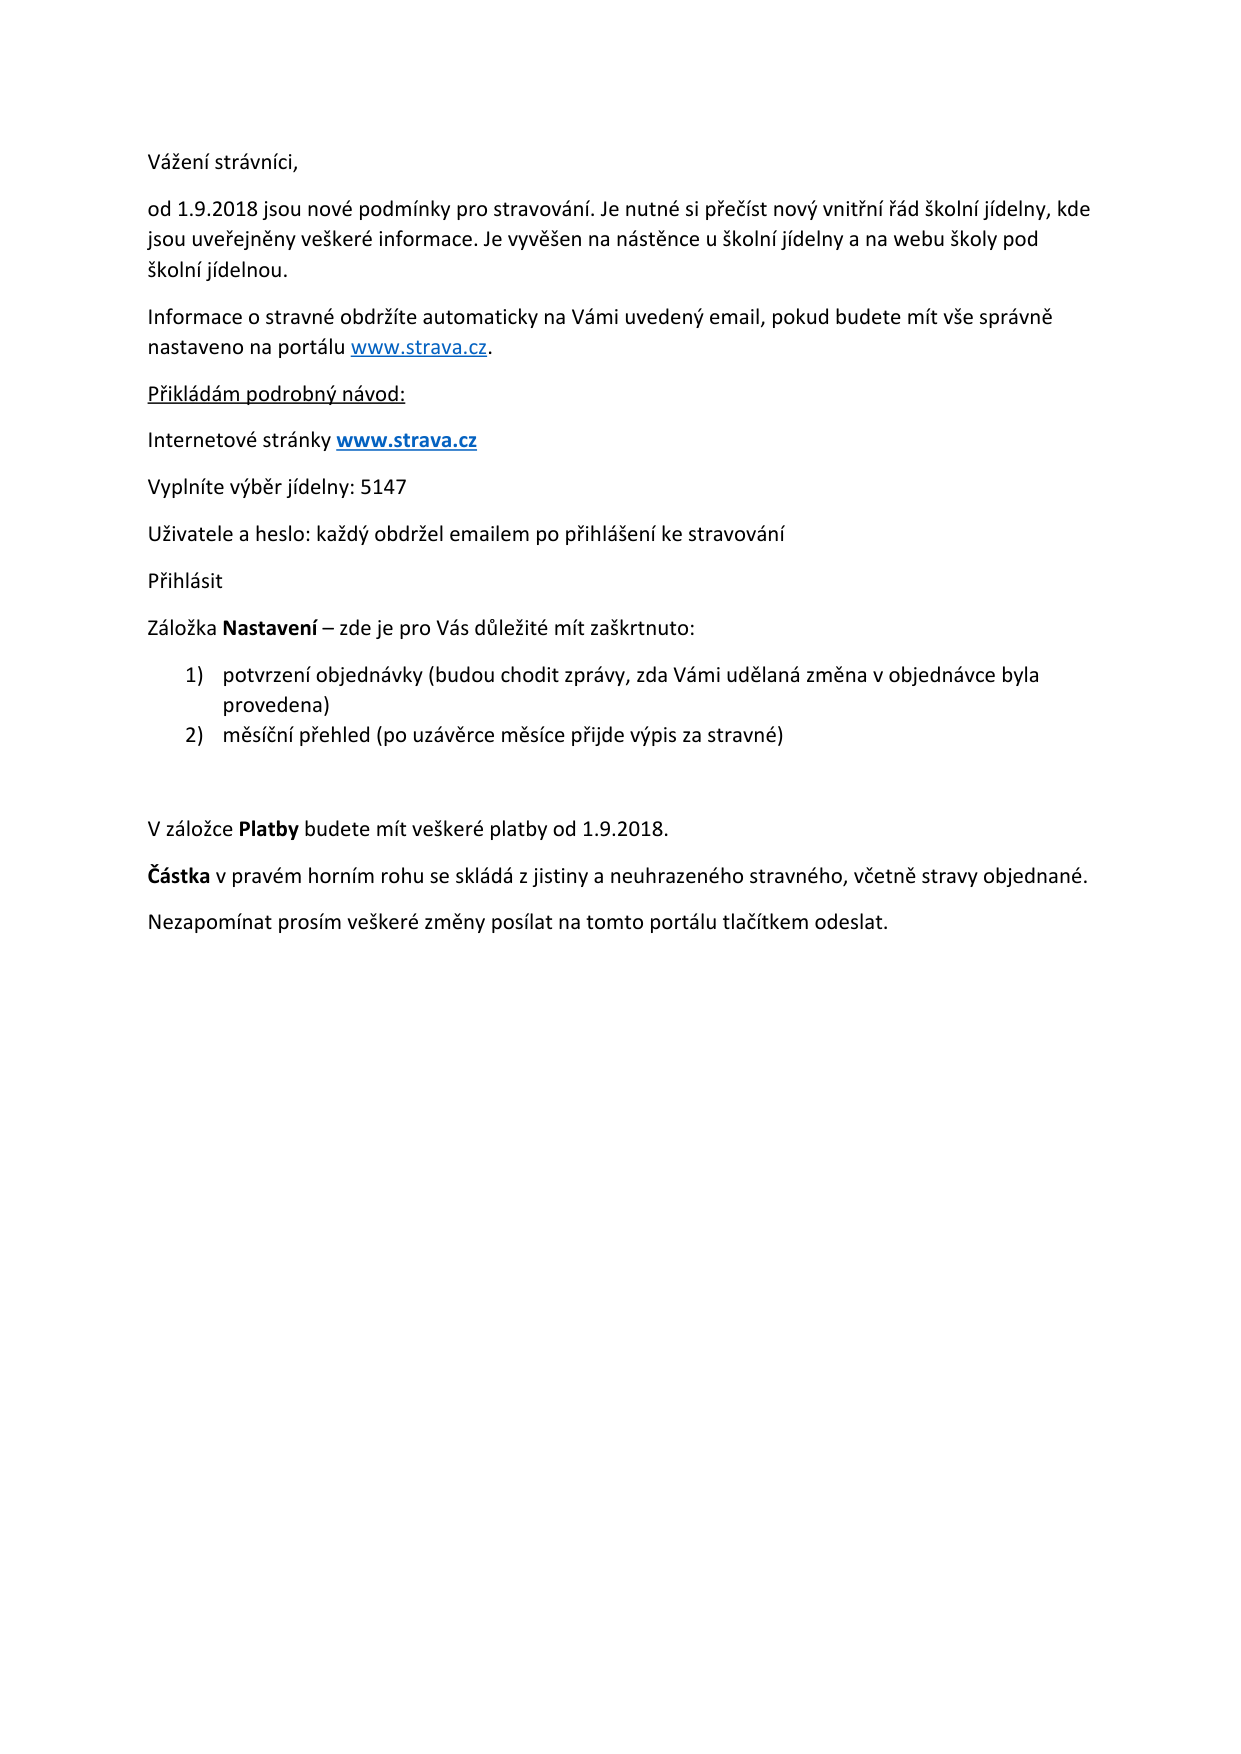 Vážení strávníci,
od 1.9.2018 jsou nové podmínky pro stravování. Je nutné si přečíst nový vnitřní řád školní jídelny, kde
jsou uveřejněny veškeré informace. Je vyvěšen na nástěnce u školní jídelny a na webu školy pod
školní jídelnou.
Informace o stravné obdržíte automaticky na Vámi uvedený email, pokud budete mít vše správně
nastaveno na portálu www.strava.cz.
Přikládám podrobný návod:
Internetové stránky www.strava.cz
Vyplníte výběr jídelny: 5147
Uživatele a heslo: každý obdržel emailem po přihlášení ke stravování
Přihlásit
Záložka Nastavení – zde je pro Vás důležité mít zaškrtnuto:
1) potvrzení objednávky (budou chodit zprávy, zda Vámi udělaná změna v objednávce byla
provedena)
2) měsíční přehled (po uzávěrce měsíce přijde výpis za stravné)
V záložce Platby budete mít veškeré platby od 1.9.2018.
Částka v pravém horním rohu se skládá z jistiny a neuhrazeného stravného, včetně stravy objednané.
Nezapomínat prosím veškeré změny posílat na tomto portálu tlačítkem odeslat.